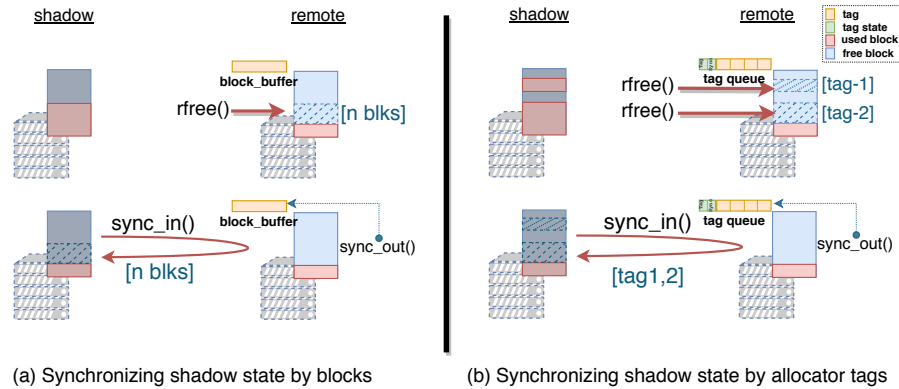 shadow
remote
block_buffer
rfree()
[n blks]
sync_in()
[n blks]
block_buffer
sync_out()
(a) Synchronizing shadow state by blocks
shadow
remote
tag
tag state
used block
free block
tag queue
rfree()
[tag-1]
rfree()
[tag-2]
sync_in()
[tag1,2]
tag queue
sync_out()
(b) Synchronizing shadow state by allocator tags